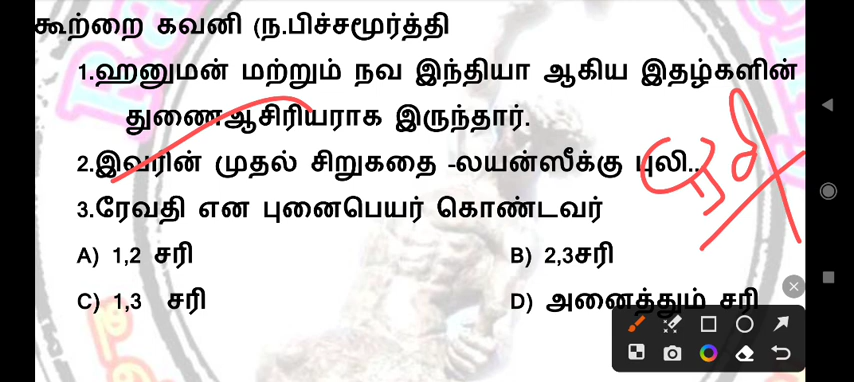 கூற்றை கவனி (ந.பிச்சமூர்த்தி
1.ஹனுமன் மற்றும் நவ இந்தியா ஆகிய இதழ்களின்
துணைஆசிரியராக இருந்தார்.
2.இவரின் முதல் சிறுகதை -லயன்ஸீக்கு புலி..
3.ரேவதி என புனைபெயர் கொண்டவர்
A) 1,2 சரி
B) 2,3சரி
C) 1,3 சரி
D) அனைத்தும் சரி